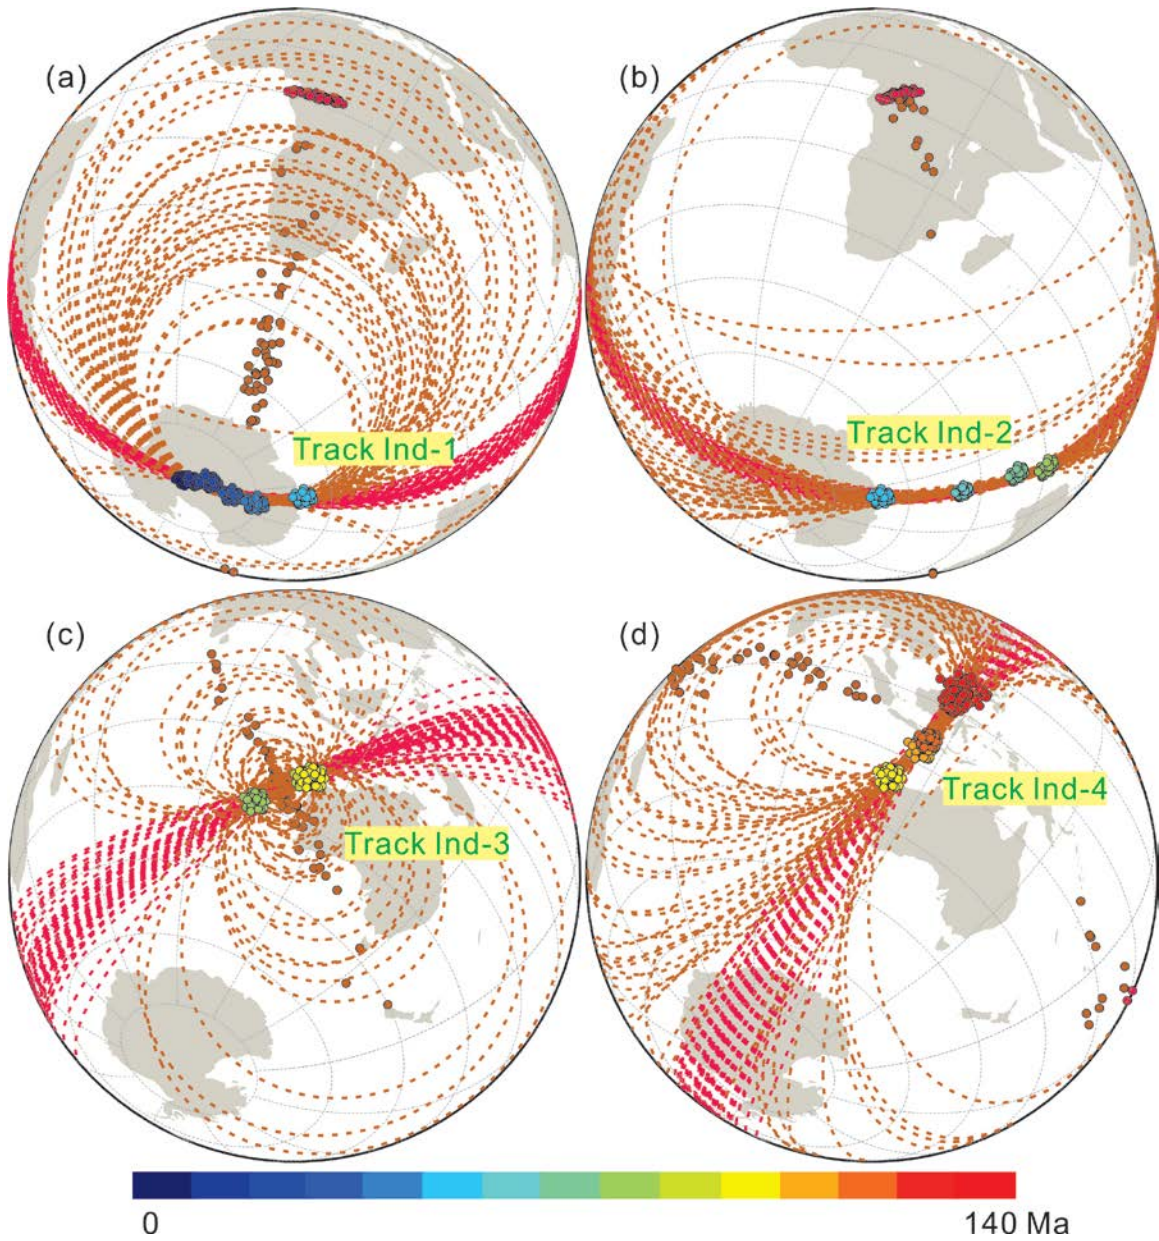 (a)
(b)
Track Ind-1
Track Ind-2
(c)
(d)
Track Ind-3
Track Ind-4
0
140 Ma